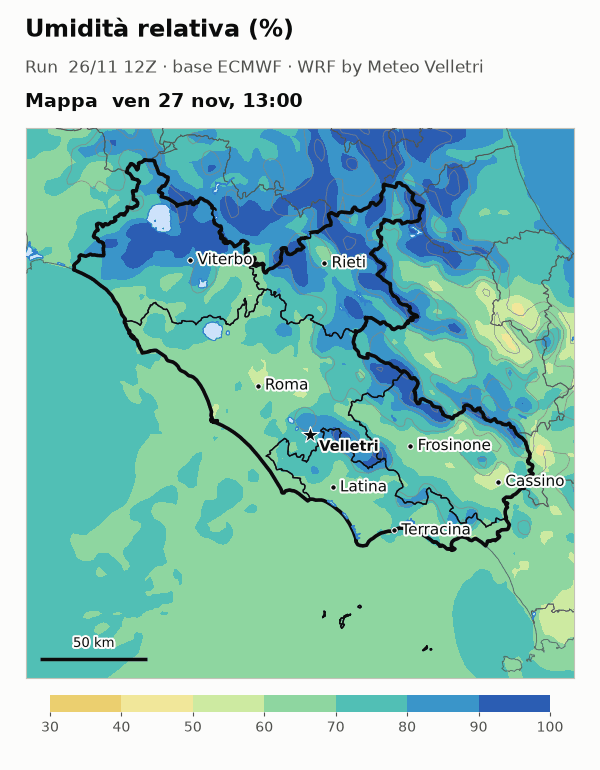 Umidità relativa (%)
Run  26/11 12Z · base ECMWF · WRF by Meteo Velletri
Mappa  ven 27 nov, 13:00
Viterbo
Rieti
Roma
Velletri
Frosinone
Cassino
Latina
Terracina
50 km
30 40 50 60 70 80 90 100